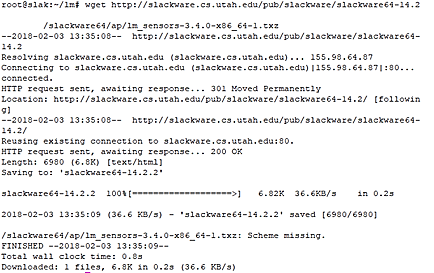 root@slak:~/lm# wget http://slackware.cs.utah.edu/pub/slackware/slackware64-14.2
/slackware64/ap/lm_sensors-3.4.0-x86_64-1.txz
--2018-02-03 13:35:08--  http://slackware.cs.utah.edu/pub/slackware/slackware64-
14.2
Resolving slackware.cs.utah.edu (slackware.cs.utah.edu)... 155.98.64.87
Connecting to slackware.cs.utah.edu (slackware.cs.utah.edu)|155.98.64.87|:80...
connected.
HTTP request sent, awaiting response... 301 Moved Permanently
Location: http://slackware.cs.utah.edu/pub/slackware/slackware64-14.2/ [followin
g]
--2018-02-03 13:35:08--  http://slackware.cs.utah.edu/pub/slackware/slackware64-
14.2/
Reusing existing connection to slackware.cs.utah.edu:80.
HTTP request sent, awaiting response... 200 OK
Length: 6980 (6.8K) [text/html]
Saving to: 'slackware64-14.2.2'
slackware64-14.2.2  100%[===================>]   6.82K  36.6KB/s    in 0.2s
2018-02-03 13:35:09 (36.6 KB/s) - 'slackware64-14.2.2' saved [6980/6980]
/slackware64/ap/lm_sensors-3.4.0-x86_64-1.txz: Scheme missing.
FINISHED --2018-02-03 13:35:09--
Total wall clock time: 0.8s
Downloaded: 1 files, 6.8K in 0.2s (36.6 KB/s)